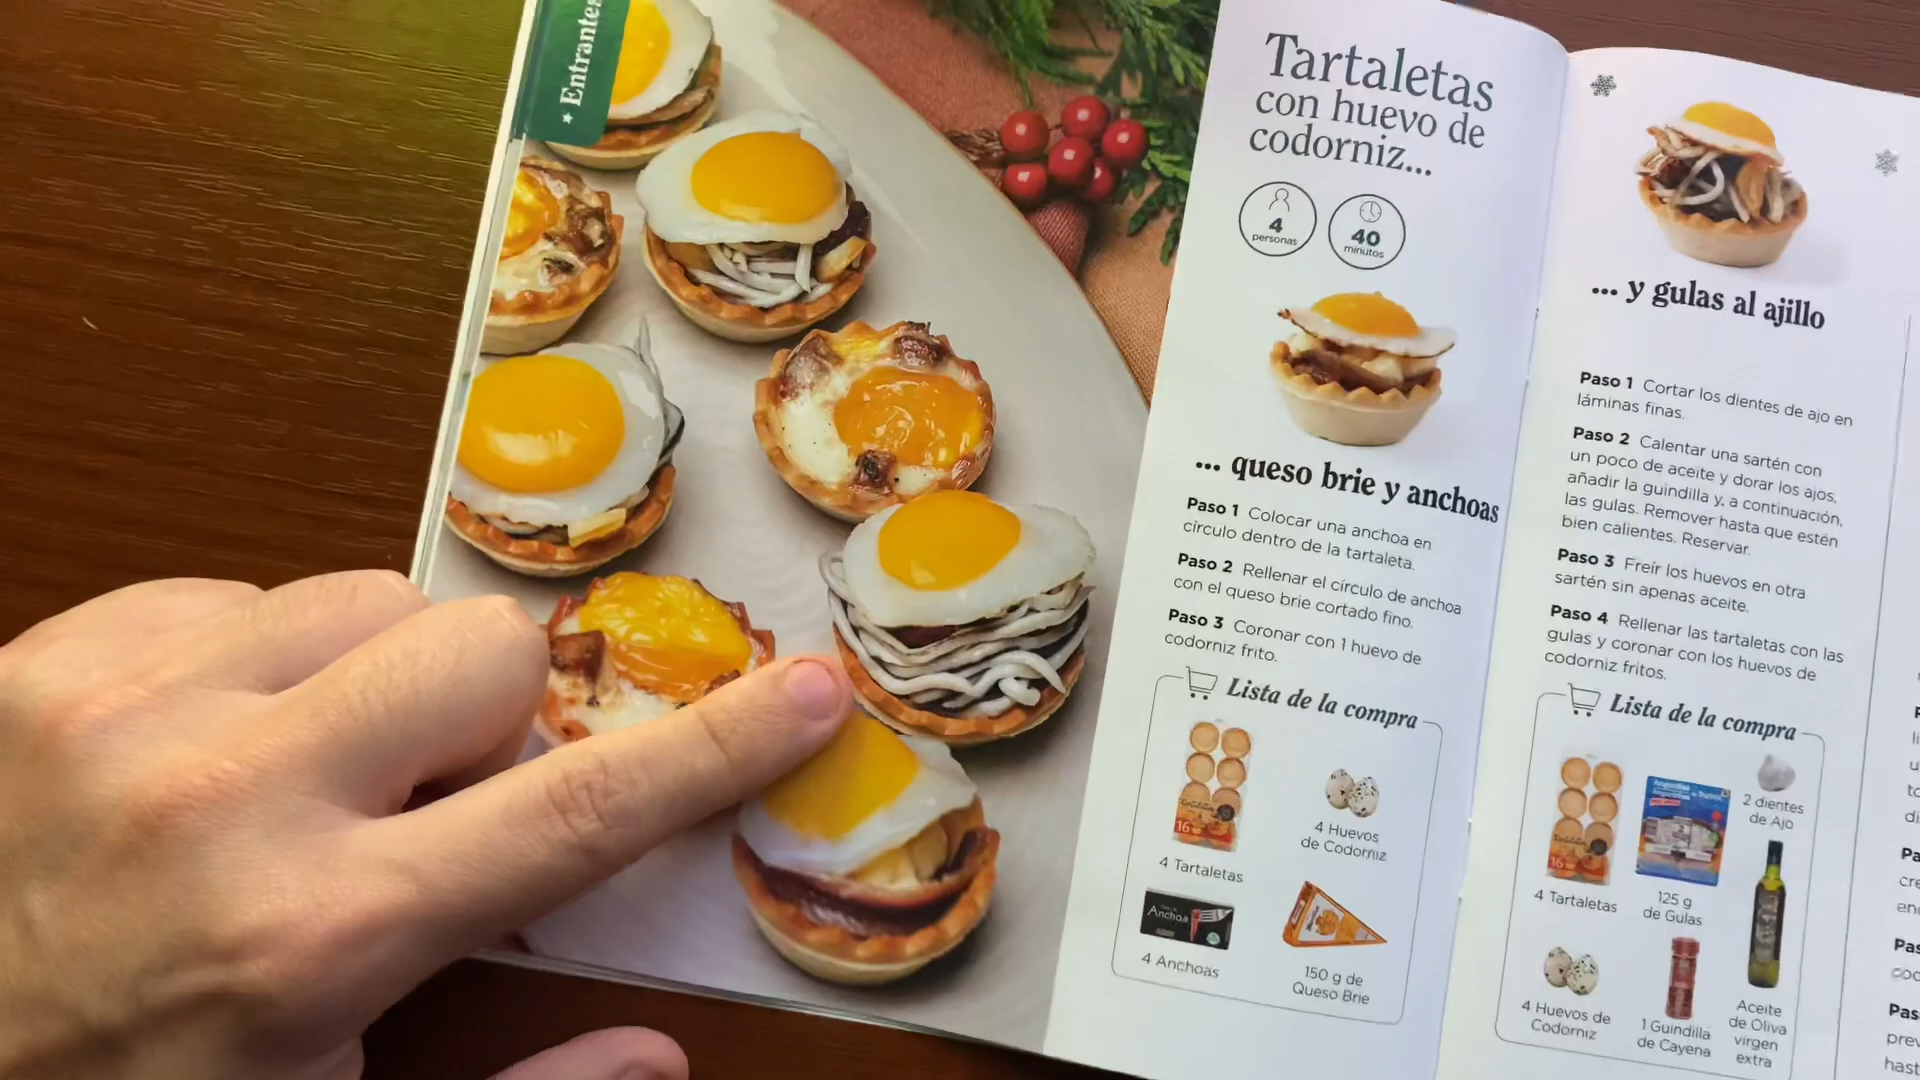 Entrantes
Tartaletas
con huevo de
codorniz...
4
personas
40
minutos
... queso brie y anchoas
Paso 1 Colocar una anchoa en
círculo dentro de la tartaleta.
Paso 2 Rellenar el círculo de anchoa
con el queso brie cortado fino.
Paso 3 Coronar con 1 huevo de
codorniz frito.
Lista de la compra
16
4 Tartaletas
4 Huevos
de Codorniz
Anchoa
4 Anchoas
150 g de
Queso Brie
... y gulas al ajillo
Paso 1 Cortar los dientes de ajo en
láminas finas.
Paso 2 Calentar una sartén con
un poco de aceite y dorar los ajos,
añadir la guindilla y, a continuación,
las gulas. Remover hasta que estén
bien calientes. Reservar.
Paso 3 Freír los huevos en otra
sartén sin apenas aceite.
Paso 4 Rellenar las tartaletas con las
gulas y coronar con los huevos de
codorniz fritos.
Lista de la compra
16
4 Tartaletas
125 g
de Gulas
2 dientes
de Ajo
4 Huevos de
Codorniz
1 Guindilla
de Cayena
Aceite
de Oliva
virgen
extra